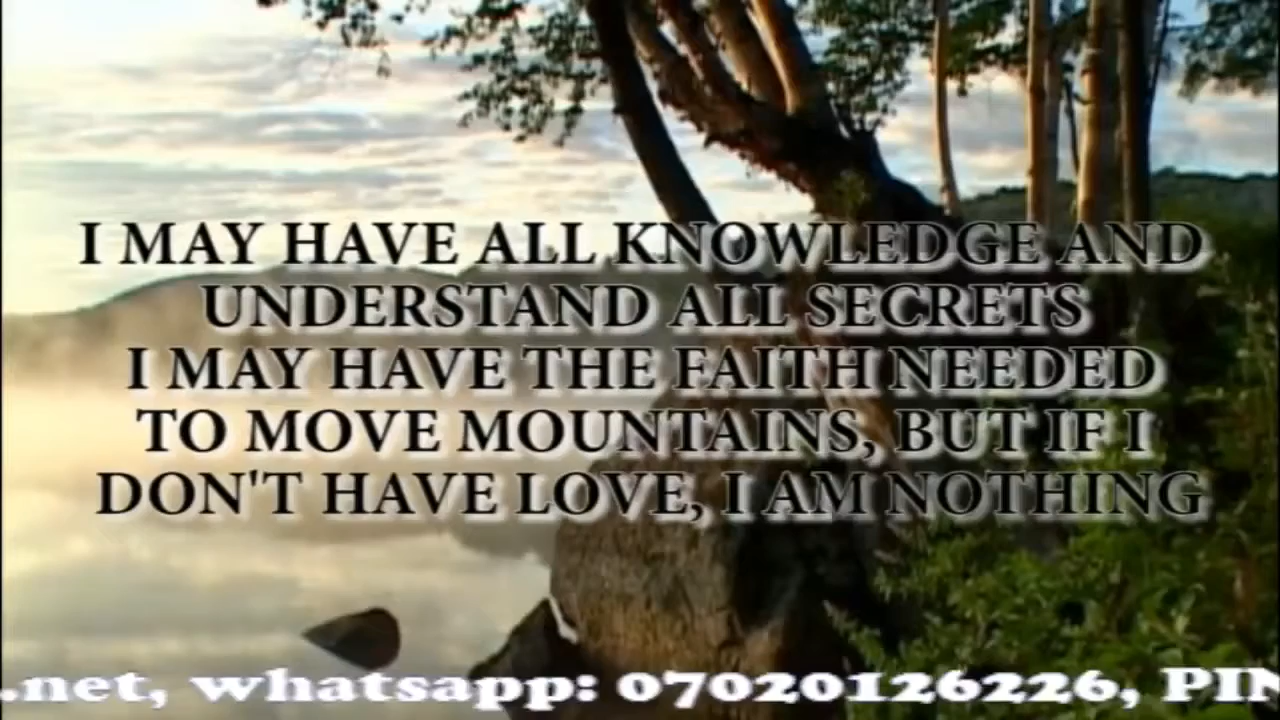 I MAY HAVE ALL KNOWLEDGE AND
UNDERSTAND ALL SECRETS
I MAY HAVE THE FAITH NEEDED
TO MOVE MOUNTAINS, BUT IF I
DON'T HAVE LOVE, I AM NOTHING
.net, whatsapp: 07020126226, PIN